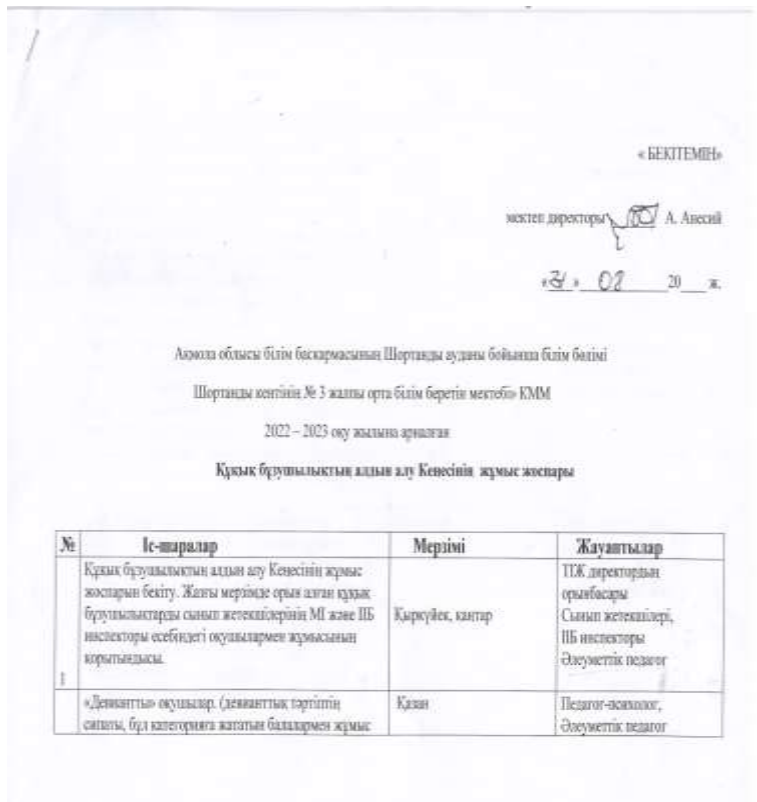 « БЕКІТЕМІН»
мектеп директоры А. Анесий
« » 08 20 ж.
Ақмола облысы білім басқармасының Шортанды ауданы бойынша білім бөлімі
Шортанды кентінің № 3 жалпы орта білім беретін мектебі» КММ
2022 – 2023 оқу жылына арналған
Құқық бұзушылықтың алдын алу Кеңесінің жұмыс жоспары
№ Іс-шаралар Мерзімі Жауаптылар
Құқық бұзушылықтың алдын алу Кеңесінің жұмыс
жоспарын бекіту. Жазғы мерзімде орын алған құқық
бұзушылықтарды сынып жетекшілерінің МІ және ІІБ
инспекторы есебіндегі оқушылармен жұмысының
қорытындысы.
1
Қыркүйек, қаңтар
ТІЖ директордың
орынбасары
Сынып жетекшілері,
ІІБ инспекторы
Әлеуметтік педагог
«Девиантты» оқушылар. (девианттық тәртіптің
сипаты, бұл категорияға жататын балалармен жұмыс
Қазан
Педагог-психолог,
Әлеуметтік педагог